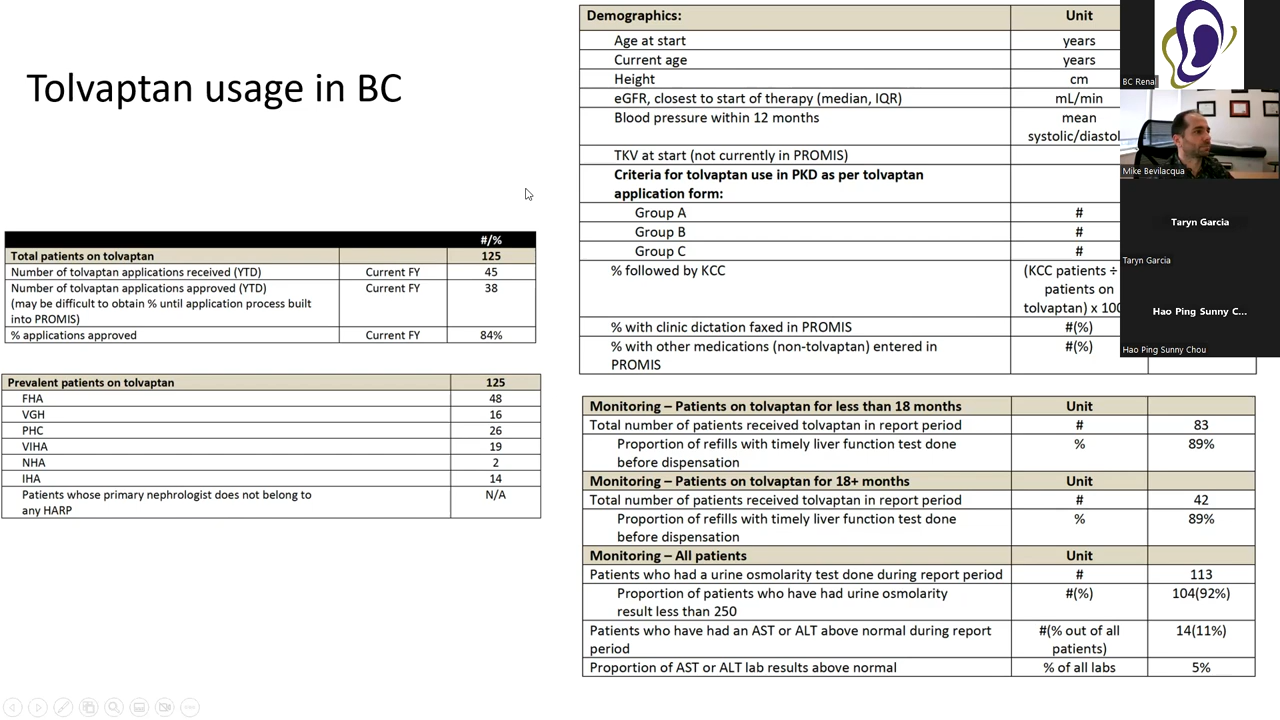 Tolvaptan usage in BC
#/%
Total patients on tolvaptan 125
Number of tolvaptan applications received (YTD) Current FY 45
Number of tolvaptan applications approved (YTD) Current FY 38
(may be difficult to obtain % until application process built
into PROMIS)
% applications approved Current FY 84%
Prevalent patients on tolvaptan 125
FHA 48
VGH 16
PHC 26
VIHA 19
NHA 2
IHA 14
Patients whose primary nephrologist does not belong to N/A
any HARP
Demographics: Unit
Age at start years
Current age years
Height cm
eGFR, closest to start of therapy (median, IQR) mL/min
Blood pressure within 12 months mean
systolic/diastol
TKV at start (not currently in PROMIS)
Criteria for tolvaptan use in PKD as per tolvaptan
application form:
Group A #
Group B #
Group C #
% followed by KCC (KCC patients ÷
patients on
tolvaptan) x 100
% with clinic dictation faxed in PROMIS #(%)
% with other medications (non-tolvaptan) entered in #(%)
PROMIS
Monitoring – Patients on tolvaptan for less than 18 months Unit
Total number of patients received tolvaptan in report period # 83
Proportion of refills with timely liver function test done % 89%
before dispensation
Monitoring – Patients on tolvaptan for 18+ months Unit
Total number of patients received tolvaptan in report period # 42
Proportion of refills with timely liver function test done % 89%
before dispensation
Monitoring – All patients Unit
Patients who had a urine osmolarity test done during report period # 113
Proportion of patients who have had urine osmolarity #(%) 104(92%)
result less than 250
Patients who have had an AST or ALT above normal during report #(% out of all 14(11%)
period patients)
Proportion of AST or ALT lab results above normal % of all labs 5%
BC Renal
Mike Bevilacqua
Taryn Garcia
Taryn Garcia
Hao Ping Sunny C...
Hao Ping Sunny Chou